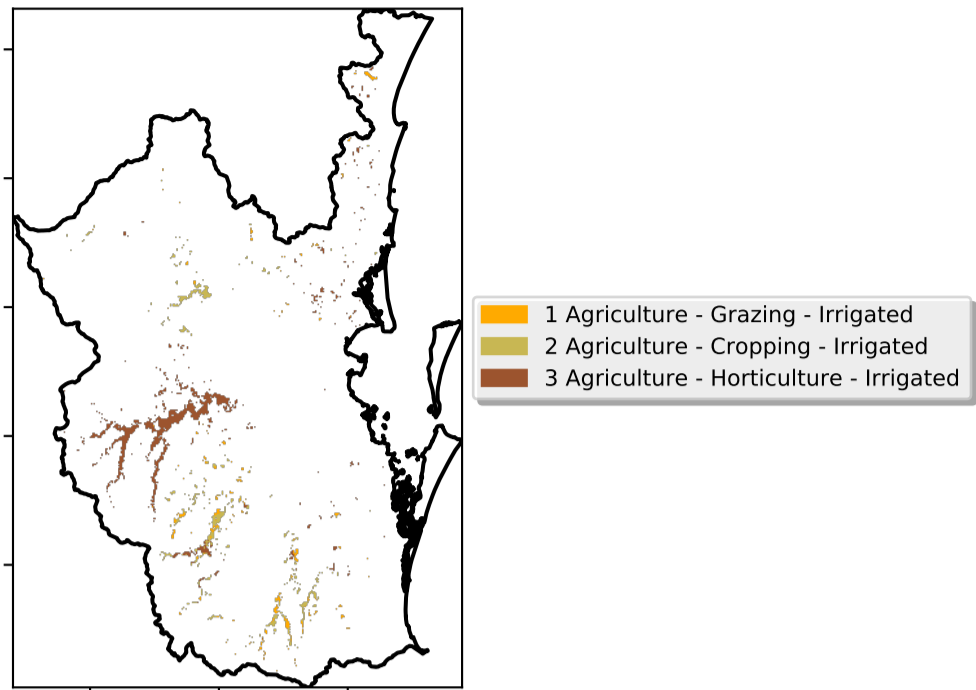 1 Agriculture - Grazing - Irrigated
2 Agriculture - Cropping - Irrigated
3 Agriculture - Horticulture - Irrigated